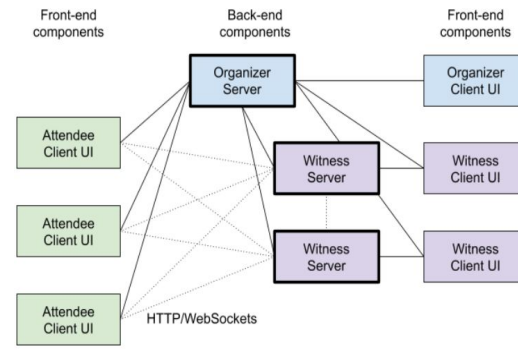 Front-end
components
Back-end
components
Front-end
components
Organizer
Server
Organizer
Client UI
Attendee
Client UI
Witness
Server
Witness
Client UI
Attendee
Client UI
Witness
Server
Witness
Client UI
Attendee
Client UI
HTTP/WebSockets